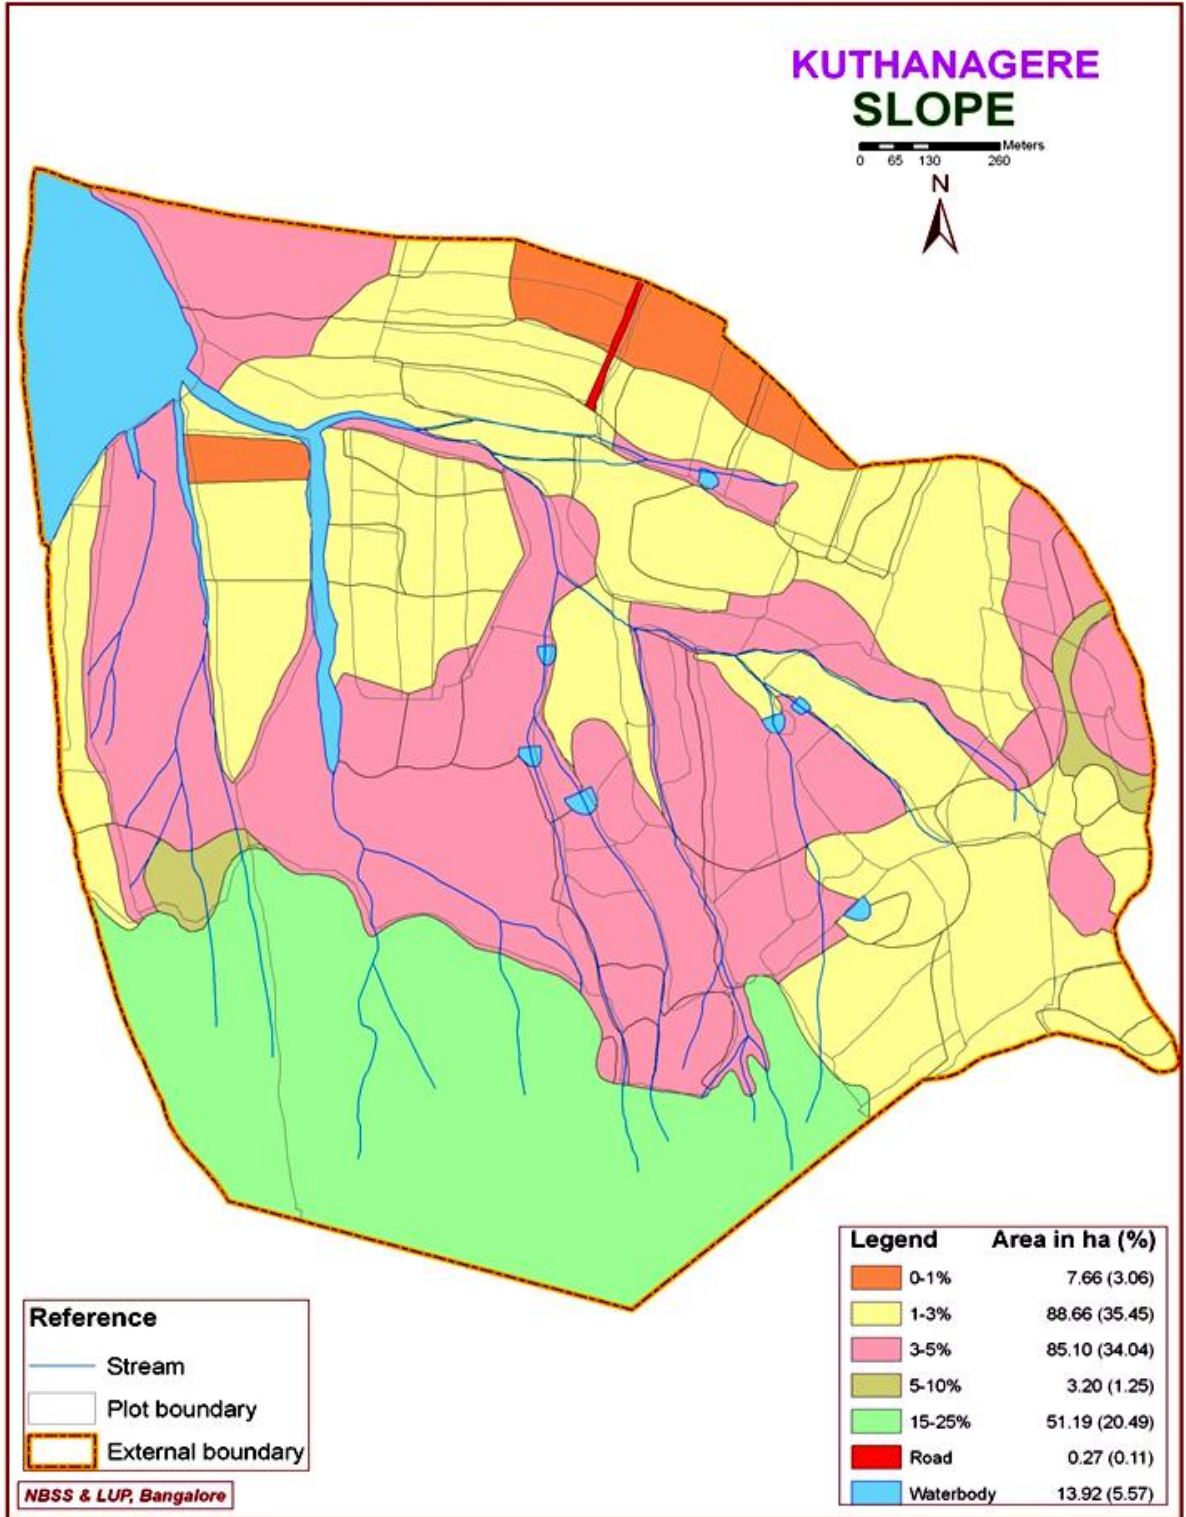 KUTHANAGERE
SLOPE
Meters
0 65 130 260
N
Legend Area in ha (%)
0-1% 7.66 (3.06)
1-3% 88.66 (35.45)
3-5% 85.10 (34.04)
5-10% 3.20 (1.25)
15-25% 51.19 (20.49)
Road 0.27 (0.11)
Waterbody 13.92 (5.57)
Reference
Stream
Plot boundary
External boundary
NBSS & LUP, Bangalore